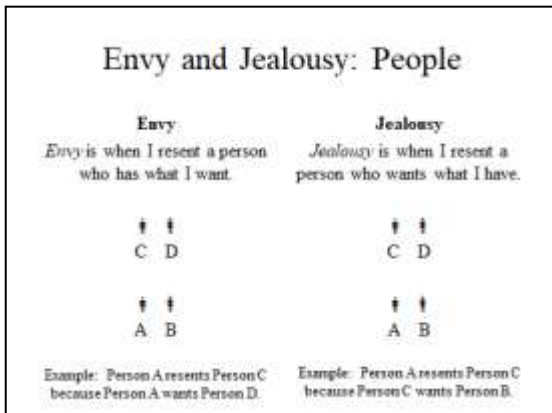 Envy and Jealousy: People
Envy
Envy is when I resent a person
who has what I want.
C D
A B
Example: Person A resents Person C
because Person A wants Person D.
Jealousy
Jealousy is when I resent a
person who wants what I have.
C D
A B
Example: Person A resents Person C
because Person C wants Person B.